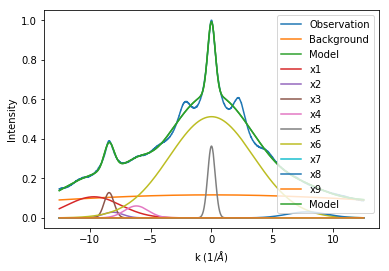 1.0
0.8
0.6
0.4
0.2
0.0
Intensity
−10
−5
0
5
10
k (1/Å)
Observation
Background
Model
x1
x2
x3
x4
x5
x6
x7
x8
x9
Model